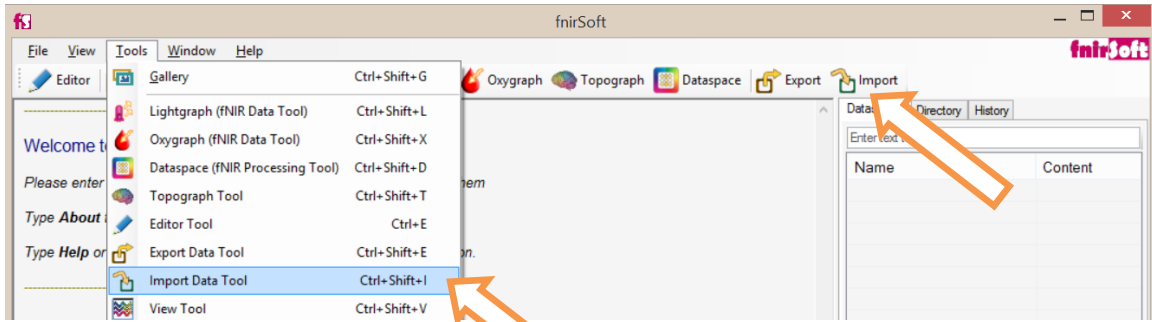 fnirSoft
File View Tools Window Help
fnirSoft
Editor
Oxygraph Topograph Dataspace Export Import
Gallery Ctrl+Shift+G
Lightgraph (fNIR Data Tool) Ctrl+Shift+L
Oxygraph (fNIR Data Tool) Ctrl+Shift+X
Dataspace (fNIR Processing Tool) Ctrl+Shift+D
Topograph Tool Ctrl+Shift+T
Editor Tool Ctrl+E
Export Data Tool Ctrl+Shift+E
Import Data Tool Ctrl+Shift+I
View Tool Ctrl+Shift+V
Welcome
Please enter
Type About
Type Help or
Directory History
Enter text
Name Content